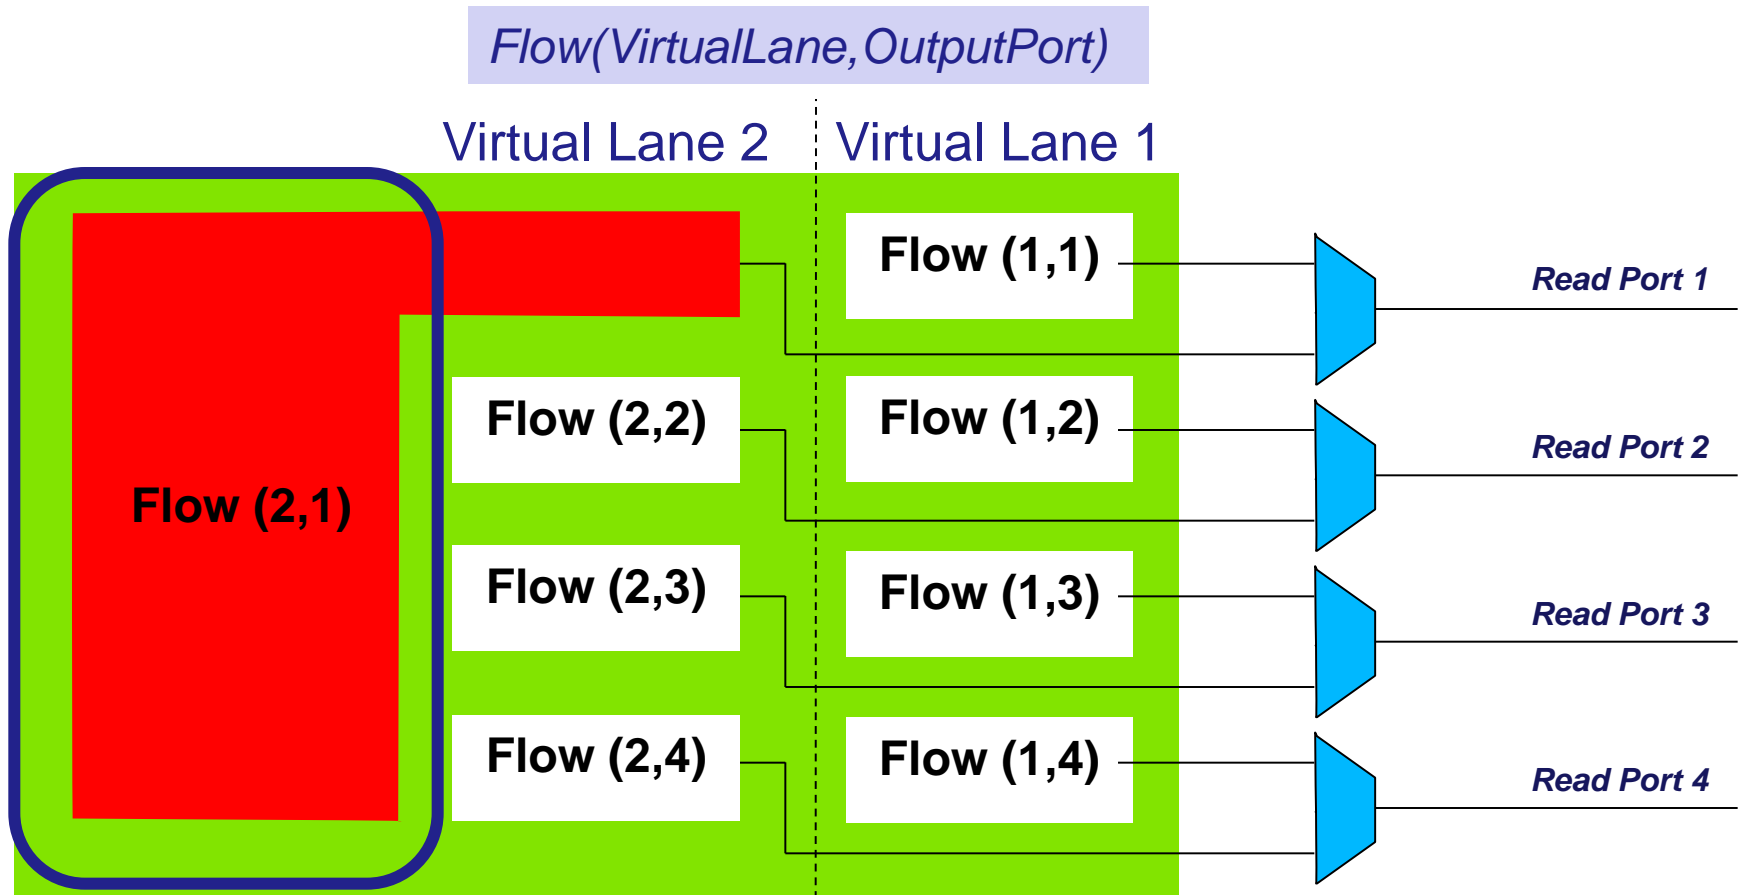 Flow(VirtualLane,OutputPort)
Virtual Lane 2
Virtual Lane 1
Flow (1,1)
Read Port 1
Flow (2,2)
Flow (1,2)
Read Port 2
Flow (2,1)
Flow (2,3)
Flow (1,3)
Read Port 3
Flow (2,4)
Flow (1,4)
Read Port 4